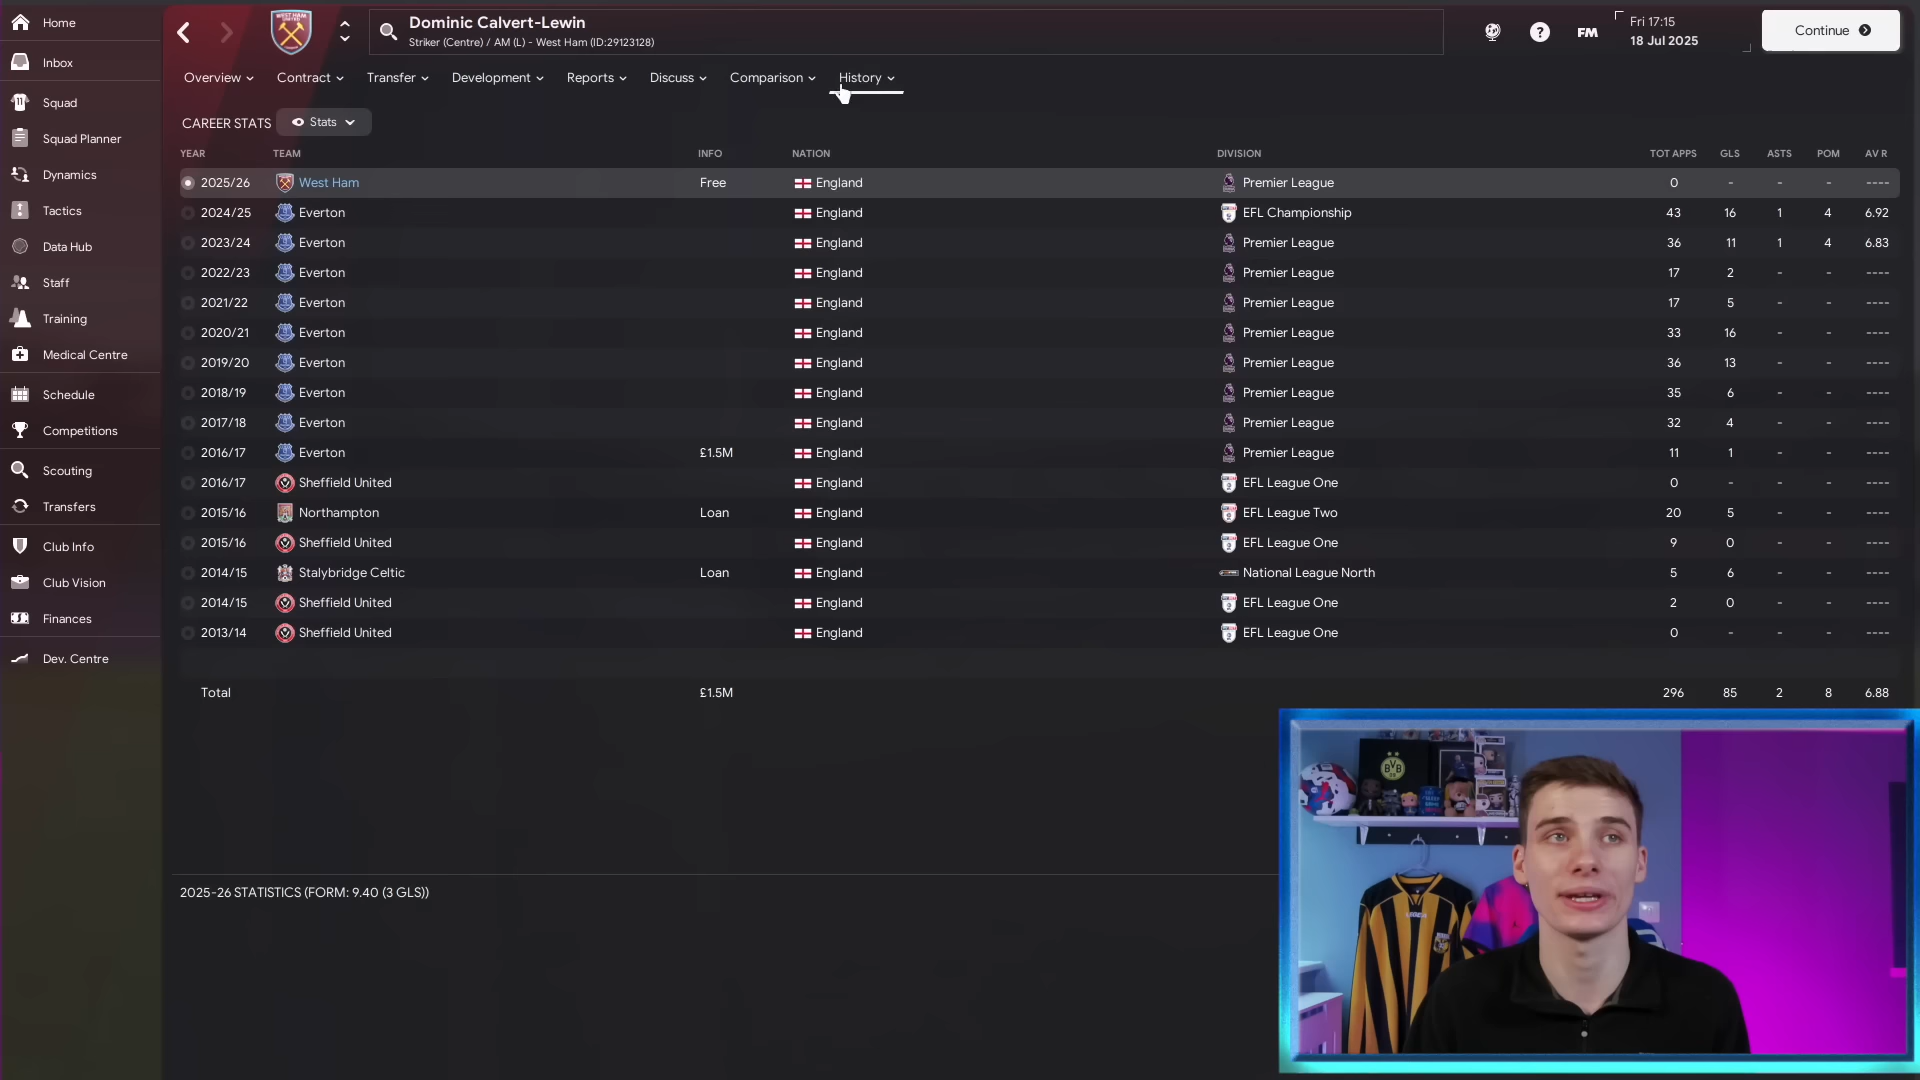 Home
Inbox
Squad
Squad Planner
Dynamics
Tactics
Data Hub
Staff
Training
Medical Centre
Schedule
Competitions
Scouting
Transfers
Club Info
Club Vision
Finances
Dev. Centre
Dominic Calvert-Lewin
Striker (Centre) / AM (L) - West Ham (ID:29123128)
FM
Fri 17:15
18 Jul 2025
Continue
Overview Contract Transfer Development Reports Discuss Comparison History
CAREER STATS Stats
YEAR TEAM INFO NATION DIVISION TOT APPS GLS ASTS POM AV R
2025/26 West Ham Free England Premier League 0 - - - ----
2024/25 Everton England EFL Championship 43 16 1 4 6.92
2023/24 Everton England Premier League 36 11 1 4 6.83
2022/23 Everton England Premier League 17 2 - - ----
2021/22 Everton England Premier League 17 5 - - ----
2020/21 Everton England Premier League 33 16 - - ----
2019/20 Everton England Premier League 36 13 - - ----
2018/19 Everton England Premier League 35 6 - - ----
2017/18 Everton England Premier League 32 4 - - ----
2016/17 Everton £1.5M England Premier League 11 1 - - ----
2016/17 Sheffield United England EFL League One 0 - - - ----
2015/16 Northampton Loan England EFL League Two 20 5 - - ----
2015/16 Sheffield United England EFL League One 9 0 - - ----
2014/15 Stalybridge Celtic Loan England National League North 5 6 - - ----
2014/15 Sheffield United England EFL League One 2 0 - - ----
2013/14 Sheffield United England EFL League One 0 - - - ----
Total £1.5M 296 85 2 8 6.88
2025-26 STATISTICS (FORM: 9.40 (3 GLS))
BVB
09